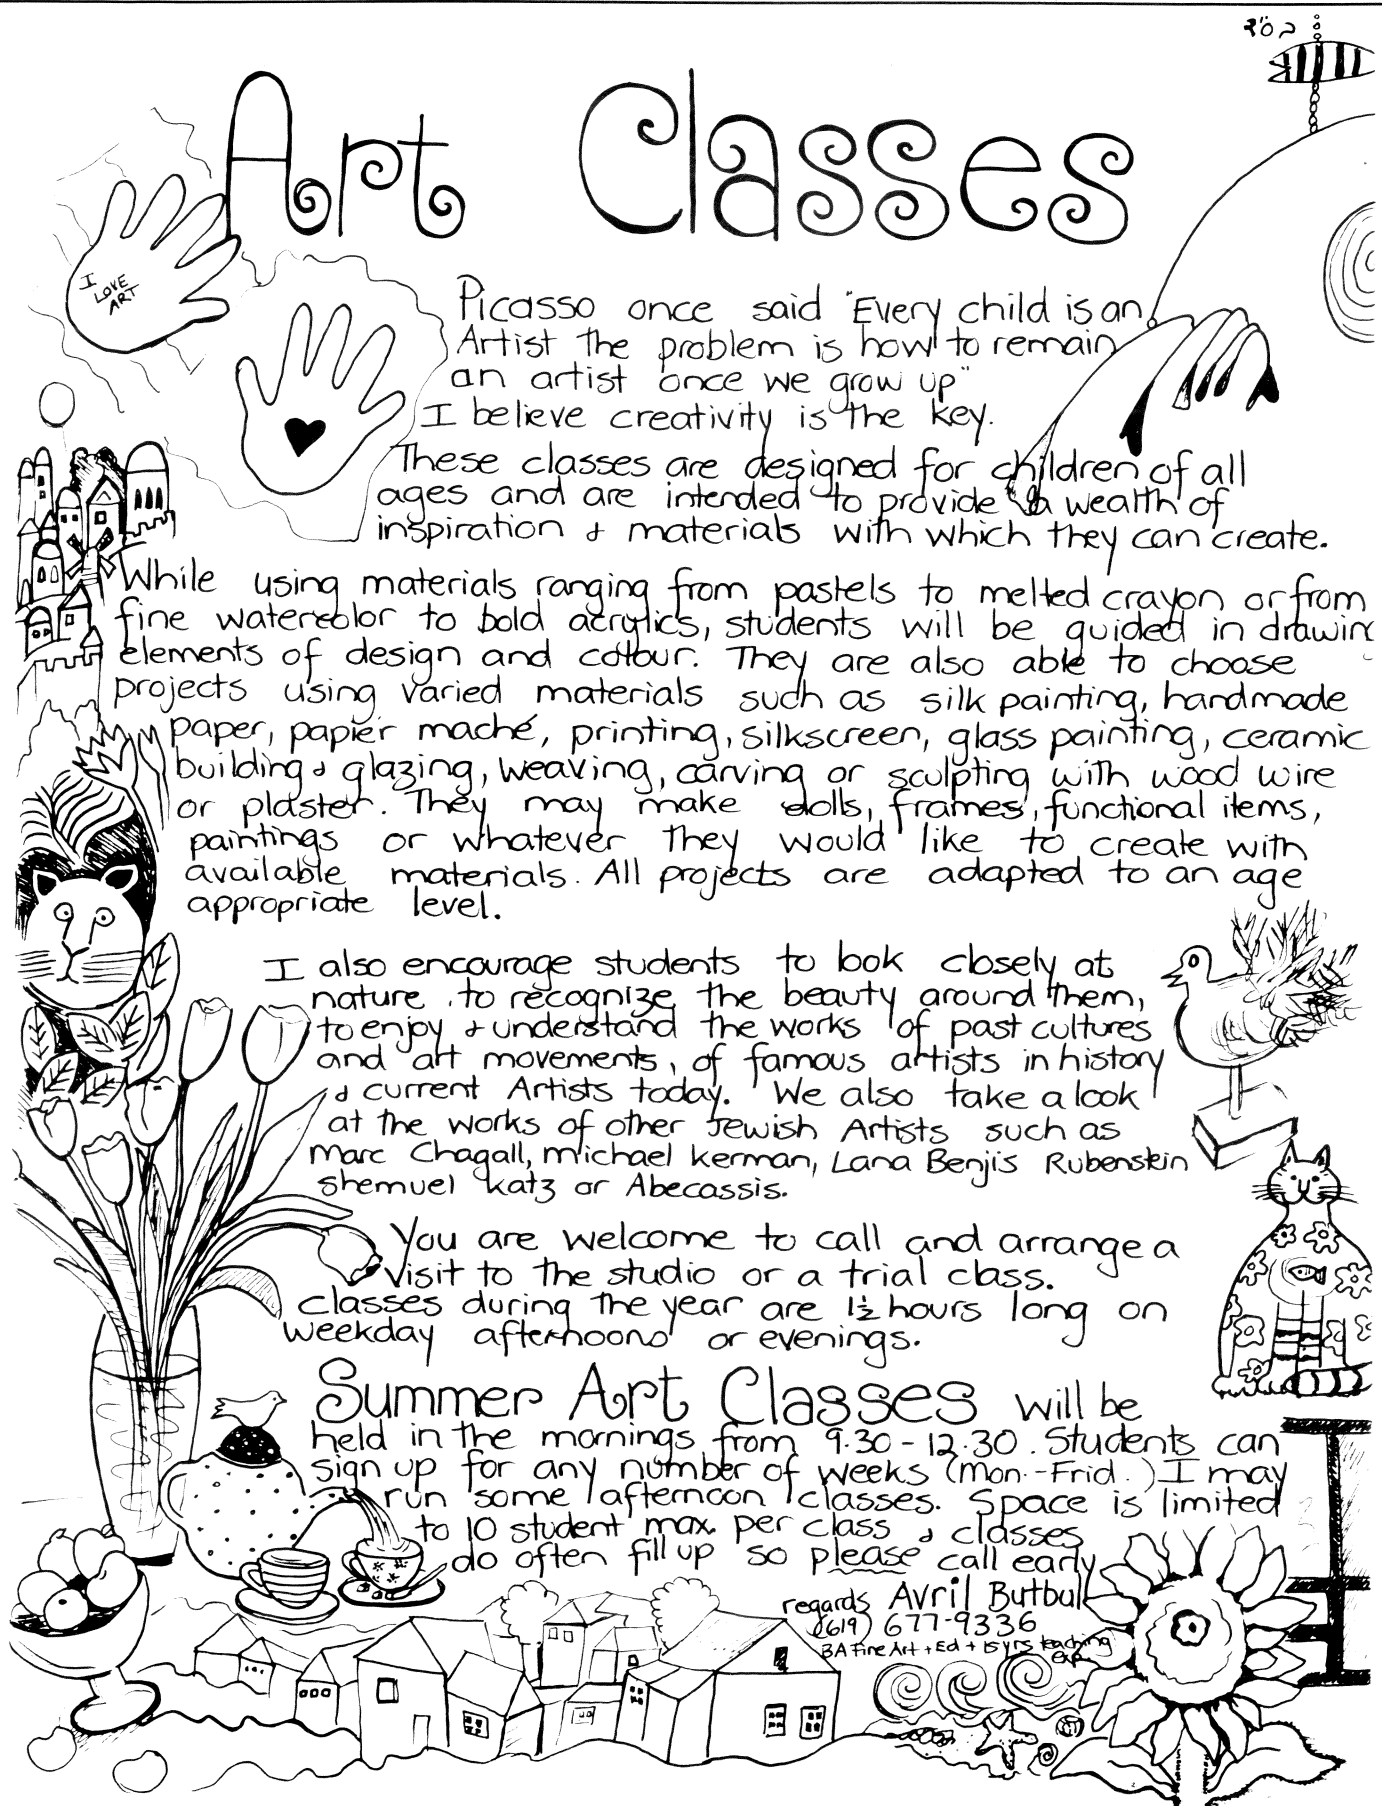 בס"ד
Art Classes
I LOVE ART
Picasso once said "Every child is an
Artist the problem is how to remain
an artist once we grow up"
I believe creativity is the key.
These classes are designed for children of all
ages and are intended to provide a wealth of
inspiration & materials with which they can create.
While using materials ranging from pastels to melted crayon or from
fine watercolor to bold acrylics, students will be guided in drawing
elements of design and colour. They are also able to choose
projects using varied materials such as silk painting, handmade
paper, papier maché, printing, silkscreen, glass painting, ceramic
building & glazing, weaving, carving or sculpting with wood wire
or plaster. They may make dolls, frames, functional items,
paintings or whatever they would like to create with
available materials. All projects are adapted to an age
appropriate level.
I also encourage students to look closely at
nature, to recognize the beauty around them,
to enjoy & understand the works of past cultures
and art movements, of famous artists in history
& current Artists today. We also take a look
at the works of other Jewish Artists such as
Marc Chagall, michael kerman, Lana Benjis Rubenstein
Shemuel Katz or Abecassis.
You are welcome to call and arrange a
visit to the studio or a trial class.
Classes during the year are 1½ hours long on
weekday afternoons or evenings.
Summer Art Classes will be
held in the mornings from 9.30 - 12.30. Students can
sign up for any number of weeks (Mon.-Frid.) I may
run some afternoon classes. Space is limited
to 10 student max. per class & classes
do often fill up so please call early
regards Avril Butbul
(619) 677-9336
BA Fine Art + Ed + 15 yrs teaching
exp.